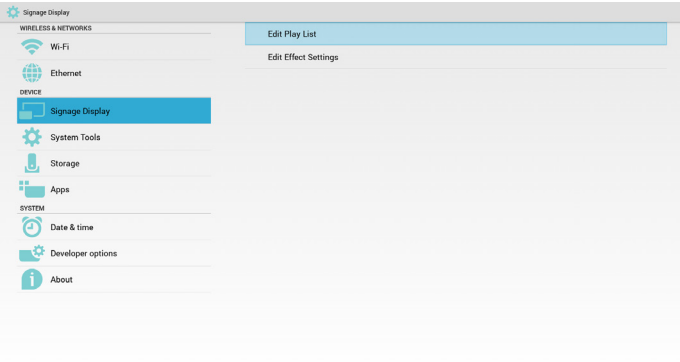 Signage Display
WIRELESS & NETWORKS
Wi-Fi
Ethernet
DEVICE
Signage Display
System Tools
Storage
Apps
SYSTEM
Date & time
Developer options
About
Edit Play List
Edit Effect Settings